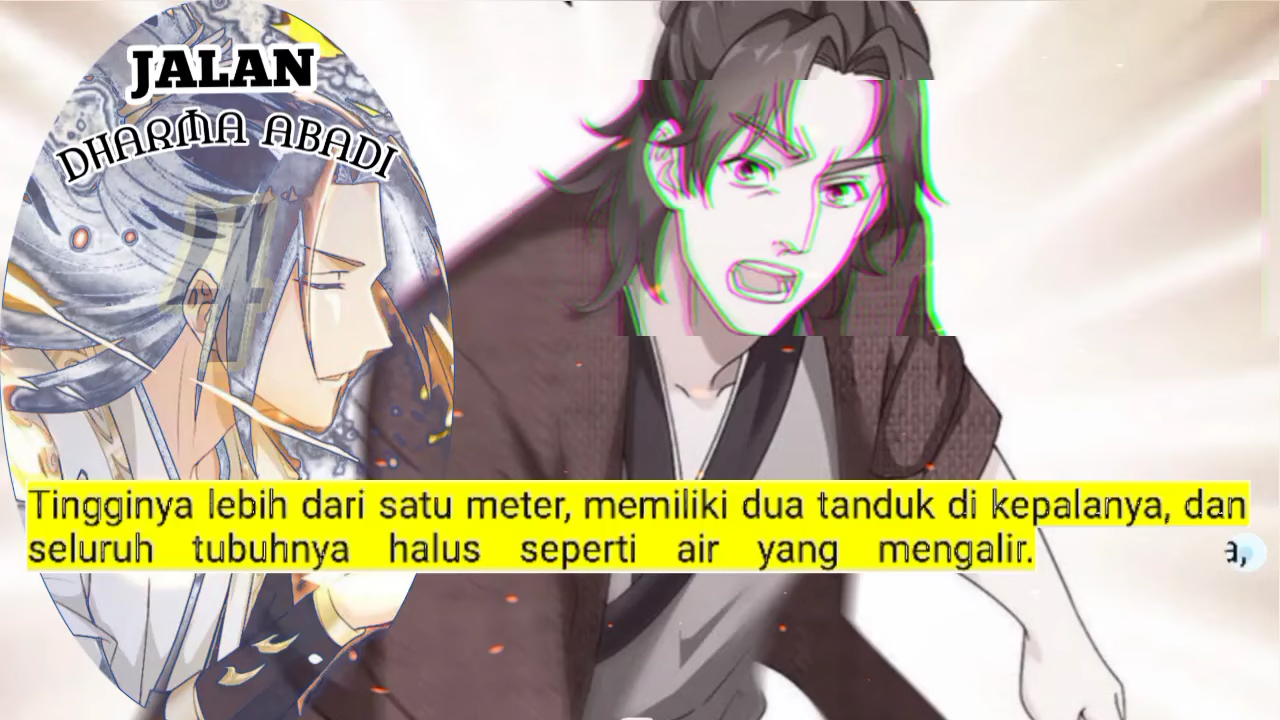 JALAN
DHARMA ABADI
Tingginya lebih dari satu meter, memiliki dua tanduk di kepalanya, dan
seluruh tubuhnya halus seperti air yang mengalir. a,